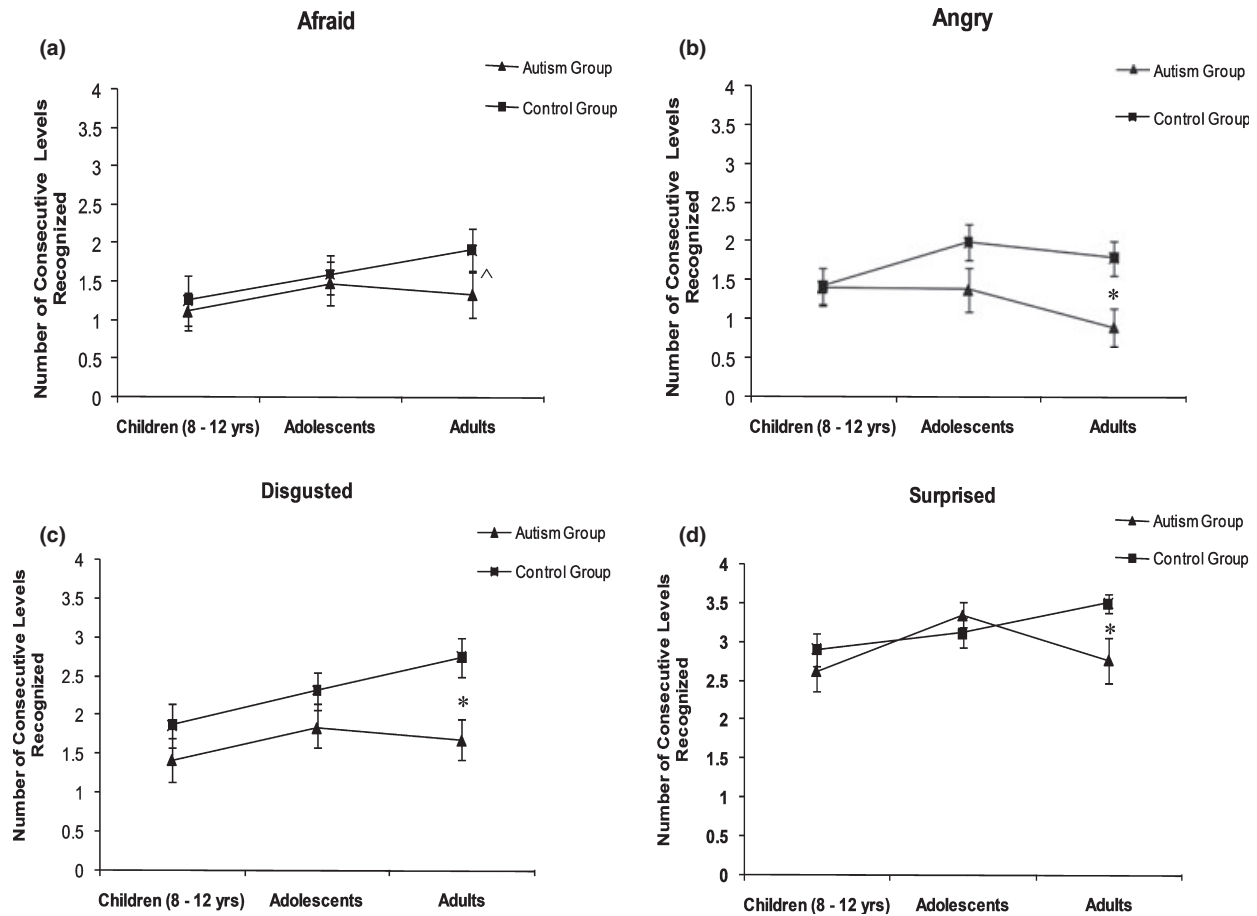 Afraid
(a)
Autism Group
Control Group
Number of Consecutive Levels
Recognized
4
3.5
3
2.5
2
1.5
1
0.5
0
^
Children (8 - 12 yrs) Adolescents Adults
Angry
(b)
Autism Group
Control Group
Number of Consecutive Levels
Recognized
4
3.5
3
2.5
2
1.5
1
0.5
0
*
Children (8 - 12 yrs) Adolescents Adults
Disgusted
(c)
Autism Group
Control Group
Number of Consecutive Levels
Recognized
4
3.5
3
2.5
2
1.5
1
0.5
0
*
Children (8 - 12 yrs) Adolescents Adults
Surprised
(d)
Autism Group
Control Group
Number of Consecutive Levels
Recognized
4
3.5
3
2.5
2
1.5
1
0.5
0
*
Children (8 - 12 yrs) Adolescents Adults